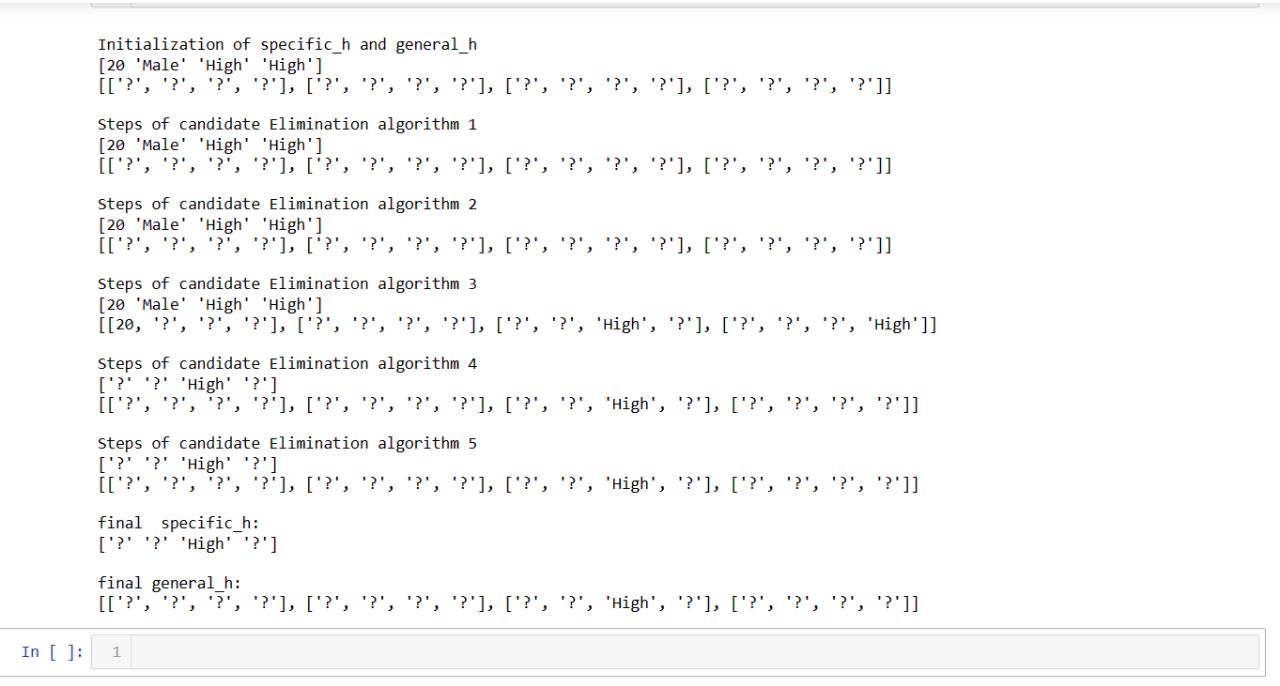 Initialization of specific_h and general_h
[20 'Male' 'High' 'High']
[['?', '?', '?', '?'], ['?', '?', '?', '?'], ['?', '?', '?', '?'], ['?', '?', '?', '?']]
Steps of candidate Elimination algorithm 1
[20 'Male' 'High' 'High']
[['?', '?', '?', '?'], ['?', '?', '?', '?'], ['?', '?', '?', '?'], ['?', '?', '?', '?']]
Steps of candidate Elimination algorithm 2
[20 'Male' 'High' 'High']
[['?', '?', '?', '?'], ['?', '?', '?', '?'], ['?', '?', '?', '?'], ['?', '?', '?', '?']]
Steps of candidate Elimination algorithm 3
[20 'Male' 'High' 'High']
[[20, '?', '?', '?'], ['?', '?', '?', '?'], ['?', '?', 'High', '?'], ['?', '?', '?', 'High']]
Steps of candidate Elimination algorithm 4
['?' '?' 'High' '?']
[['?', '?', '?', '?'], ['?', '?', '?', '?'], ['?', '?', 'High', '?'], ['?', '?', '?', '?']]
Steps of candidate Elimination algorithm 5
['?' '?' 'High' '?']
[['?', '?', '?', '?'], ['?', '?', '?', '?'], ['?', '?', 'High', '?'], ['?', '?', '?', '?']]
final  specific_h:
['?' '?' 'High' '?']
final general_h:
[['?', '?', '?', '?'], ['?', '?', '?', '?'], ['?', '?', 'High', '?'], ['?', '?', '?', '?']]
In [ ]: 1